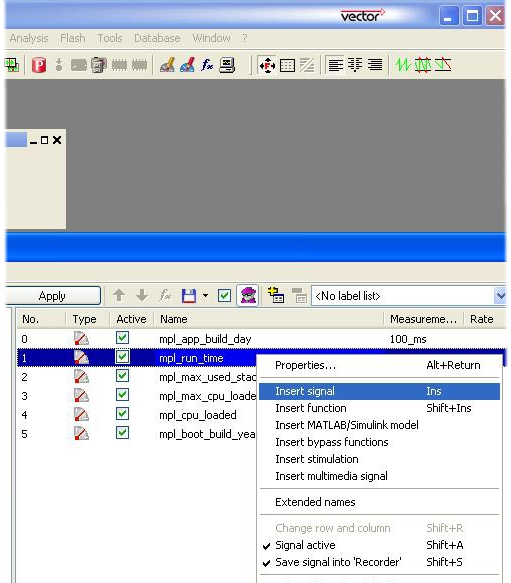 vector
Analysis Flash Tools Database Window ?
Apply
<No label list>
No. Type Active Name Measureme... Rate
0 mpl_app_build_day 100_ms
1 mpl_run_time
2 mpl_max_used_stac
3 mpl_max_cpu_loade
4 mpl_cpu_loaded
5 mpl_boot_build_yea
Properties... Alt+Return
Insert signal Ins
Insert function Shift+Ins
Insert MATLAB/Simulink model
Insert bypass functions
Insert stimulation
Insert multimedia signal
Extended names
Change row and column Shift+R
Signal active Shift+A
Save signal into 'Recorder' Shift+S